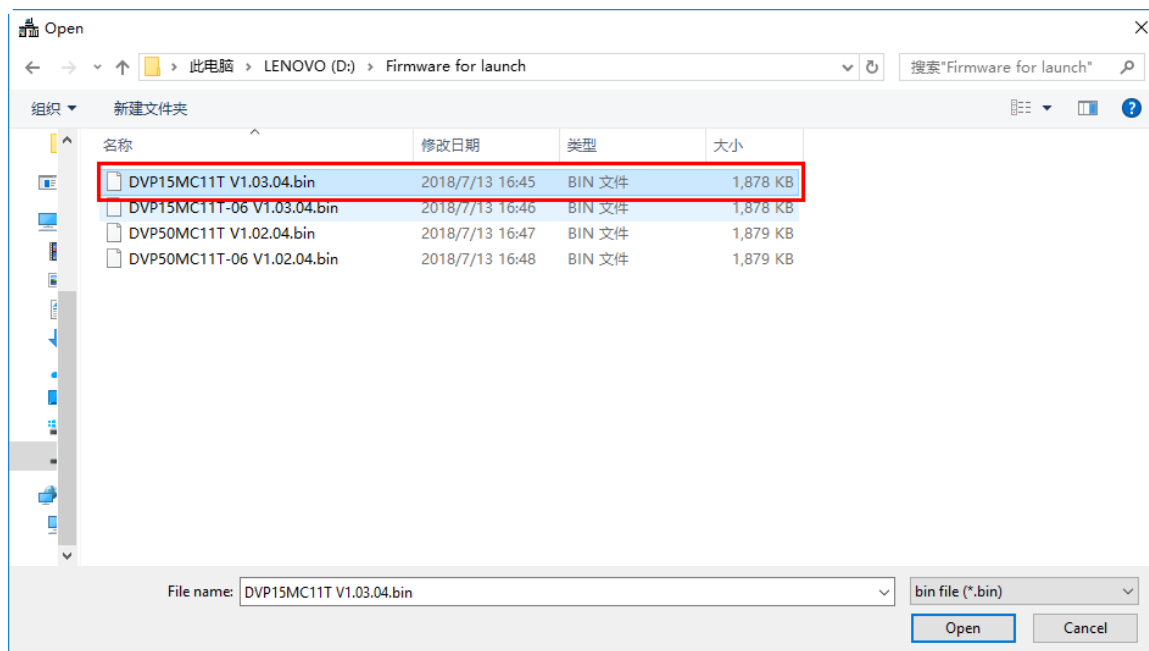 Open
此电脑 › LENOVO (D:) › Firmware for launch
搜索"Firmware for launch"
组织 新建文件夹
名称 修改日期 类型 大小
DVP15MC11T V1.03.04.bin 2018/7/13 16:45 BIN 文件 1,878 KB
DVP15MC11T-06 V1.03.04.bin 2018/7/13 16:46 BIN 文件 1,878 KB
DVP50MC11T V1.02.04.bin 2018/7/13 16:47 BIN 文件 1,879 KB
DVP50MC11T-06 V1.02.04.bin 2018/7/13 16:48 BIN 文件 1,879 KB
File name: DVP15MC11T V1.03.04.bin bin file (*.bin)
Open Cancel